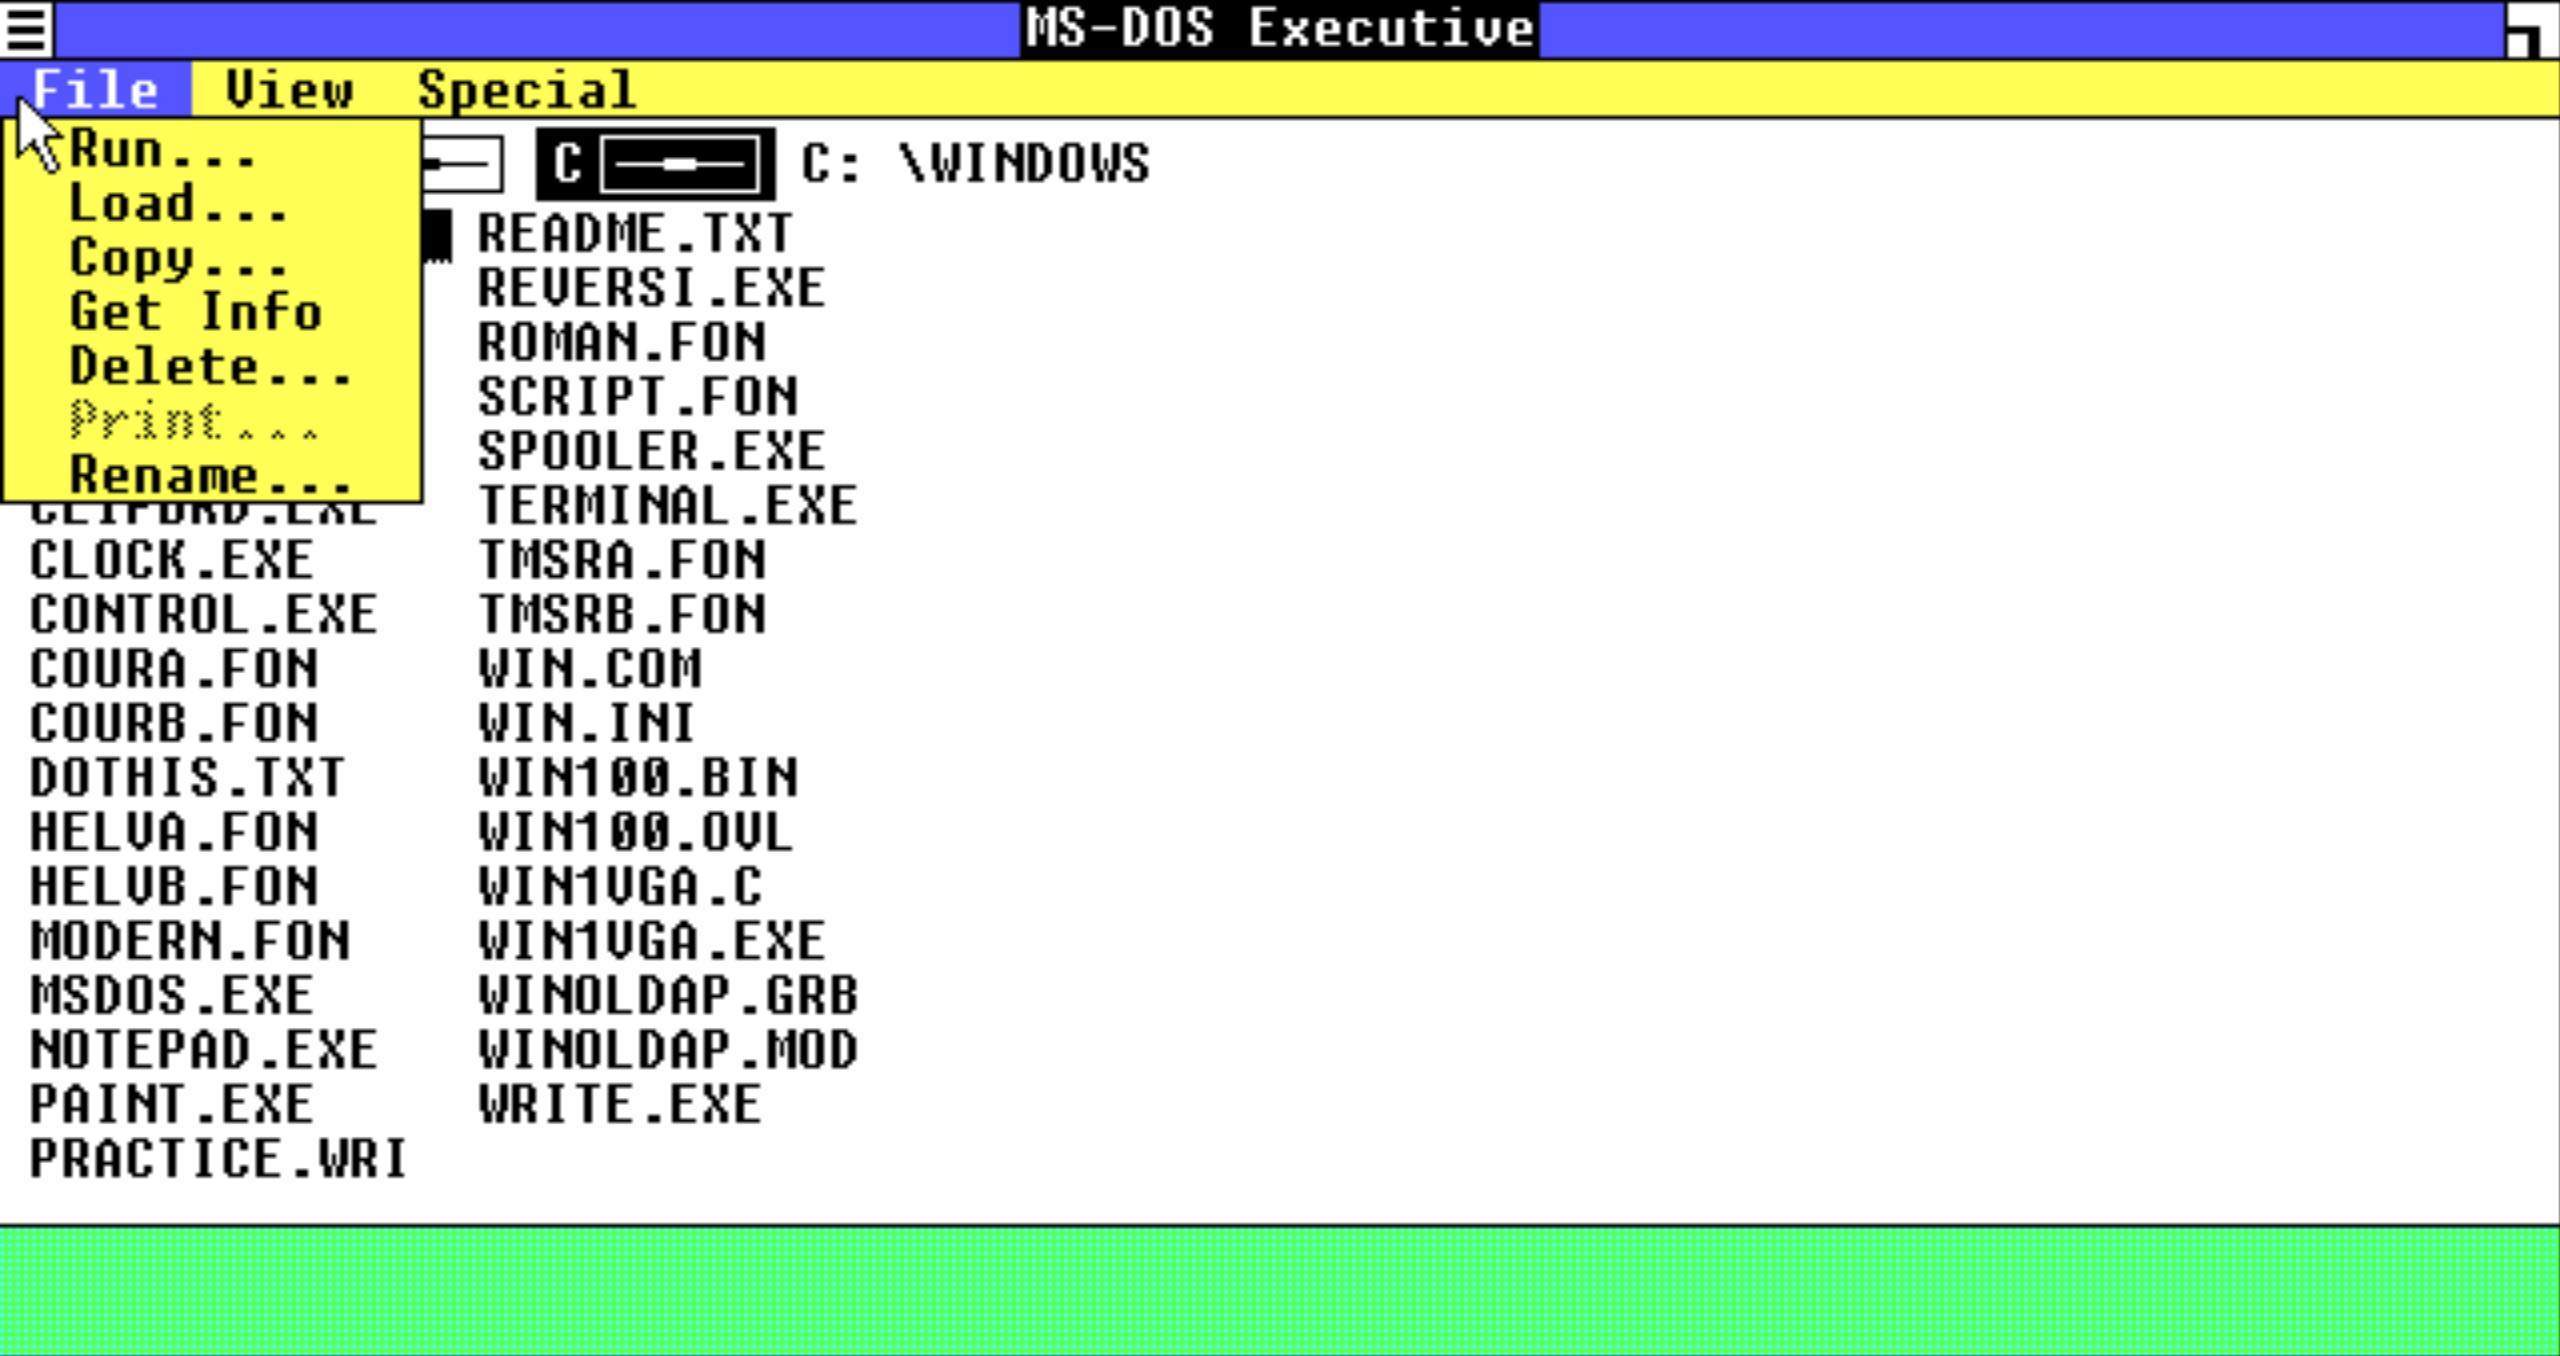 MS-DOS Executive
File View Special
Run...
Load...
Copy...
Get Info
Delete...
Print...
Rename...
C C: \WINDOWS
CLOCK.EXE
CONTROL.EXE
COURA.FON
COURB.FON
DOTHIS.TXT
HELVA.FON
HELVB.FON
MODERN.FON
MSDOS.EXE
NOTEPAD.EXE
PAINT.EXE
PRACTICE.WRI
README.TXT
REVERSI.EXE
ROMAN.FON
SCRIPT.FON
SPOOLER.EXE
TERMINAL.EXE
TMSRA.FON
TMSRB.FON
WIN.COM
WIN.INI
WIN100.BIN
WIN100.OVL
WIN1VGA.C
WIN1VGA.EXE
WINOLDAP.GRB
WINOLDAP.MOD
WRITE.EXE